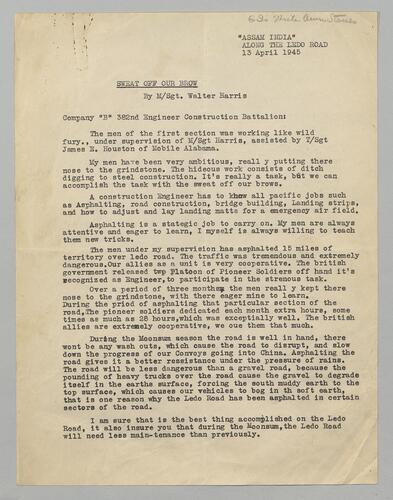 "ASSAM INDIA"
ALONG THE LEDO ROAD
13 April 1945
SWEAT OFF OUR BROW
By M/Sgt. Walter Harris
Company "B" 382nd Engineer Construction Battalion:
The men of the first section was working like wild
fury., under supervision of M/Sgt Harris, assisted by T/Sgt
James E. Houston of Mobile Alabama.
My men have been very ambitious, really putting there
nose to the grindstone. The hideous work consists of ditch
digging to steel construction. It's really a task, but we can
accomplish the task with the sweat off our brows.
A construction Engineer has to know all pacific jobs such
as Asphalting, road construction, bridge building, Landing strips,
and how to adjust and lay landing matts for a emergency air field.
Asphalting is a stategic job to carry on. My men are always
attentive and eager to learn, I myself is always willing to teach
them new tricks.
The men under my supervision has asphalted 15 miles of
territory over ledo road. The traffic was tremendous and extremely
dangerous.Our allies as a unit is very cooperative. The british
government released two Platoon of Pioneer Soldiers off hand it's
recognized as Engineer,to participate in the strenous task.
Over a period of three months the men really kept there
nose to the grindstone, with there eager mine to learn.
During the priod of asphalting that particular section of the
road,The pioneer soldiers dedicated each month extra hours, some
times as much as 28 hours,which was exceptially well. The british
allies are extremely cooperative, we owe them that much.
During the Moonsum season the road is well in hand, there
wont be any wash outs, which cause the road to disrupt, and slow
down the progress of our Convoys going into China. Asphalting the
road gives it a better resistance under the pressure of rains.
The road will be less dangerous than a gravel road, because the
pounding of heavy trucks over the road cause the gravel to degrade
itself in the earths surface, forcing the south muddy earth to the
top surface, which causes our vehicles to bog in th soft earth,
that is one reason why the Ledo Road has been asphalted in certain
sectors of the road.
I am sure that is the best thing accomplished on the Ledo
Road, it also insure you that during the Moonsum,the Ledo Road
will need less main-tenance than previously.